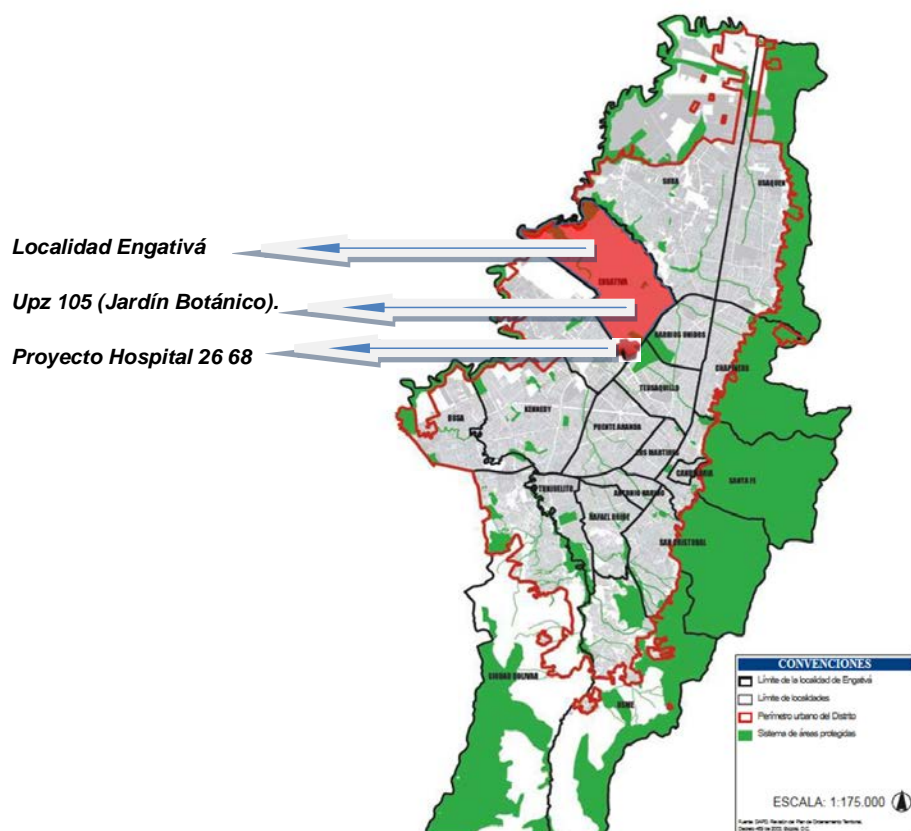 SUBA
USAQUEN
Localidad Engativá
ENGATIVA
Upz 105 (Jardín Botánico).
BARRIOS UNIDOS
Proyecto Hospital 26 68
CHAPINERO
TEUSAQUILLO
KENNEDY
BOSA
PUENTE ARANDA
LOS MARTIRES
CANDELARIA
SANTA FE
TUNJUELITO
ANTONIO NARIÑO
RAFAEL URIBE
SAN CRISTOBAL
CIUDAD BOLIVAR
USME
CONVENCIONES
Límite de la localidad de Engativá
Límite de localidades
Perímetro urbano del Distrito
Sistema de áreas protegidas
ESCALA: 1:175.000